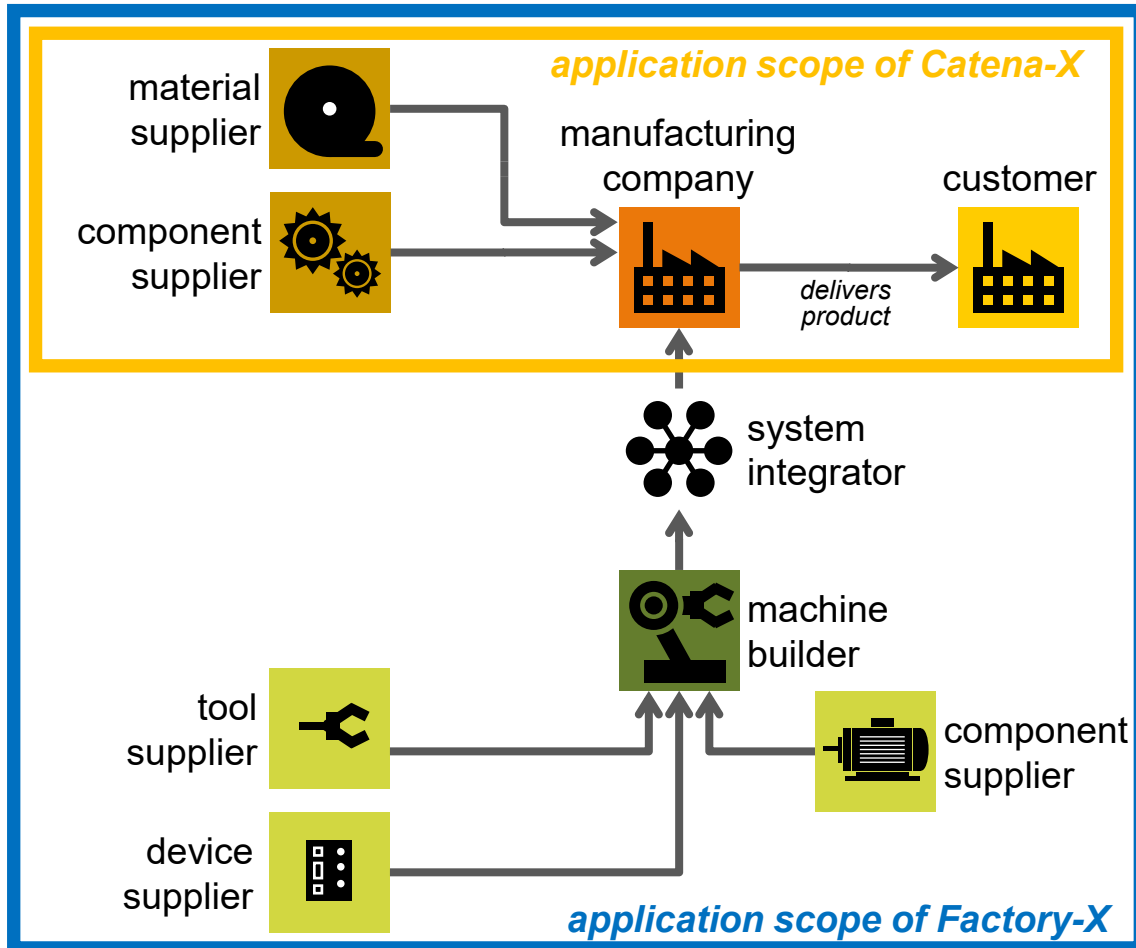 application scope of Catena-X
material
supplier
manufacturing
company
customer
component
supplier
delivers
product
system
integrator
machine
builder
tool
supplier
component
supplier
device
supplier
application scope of Factory-X